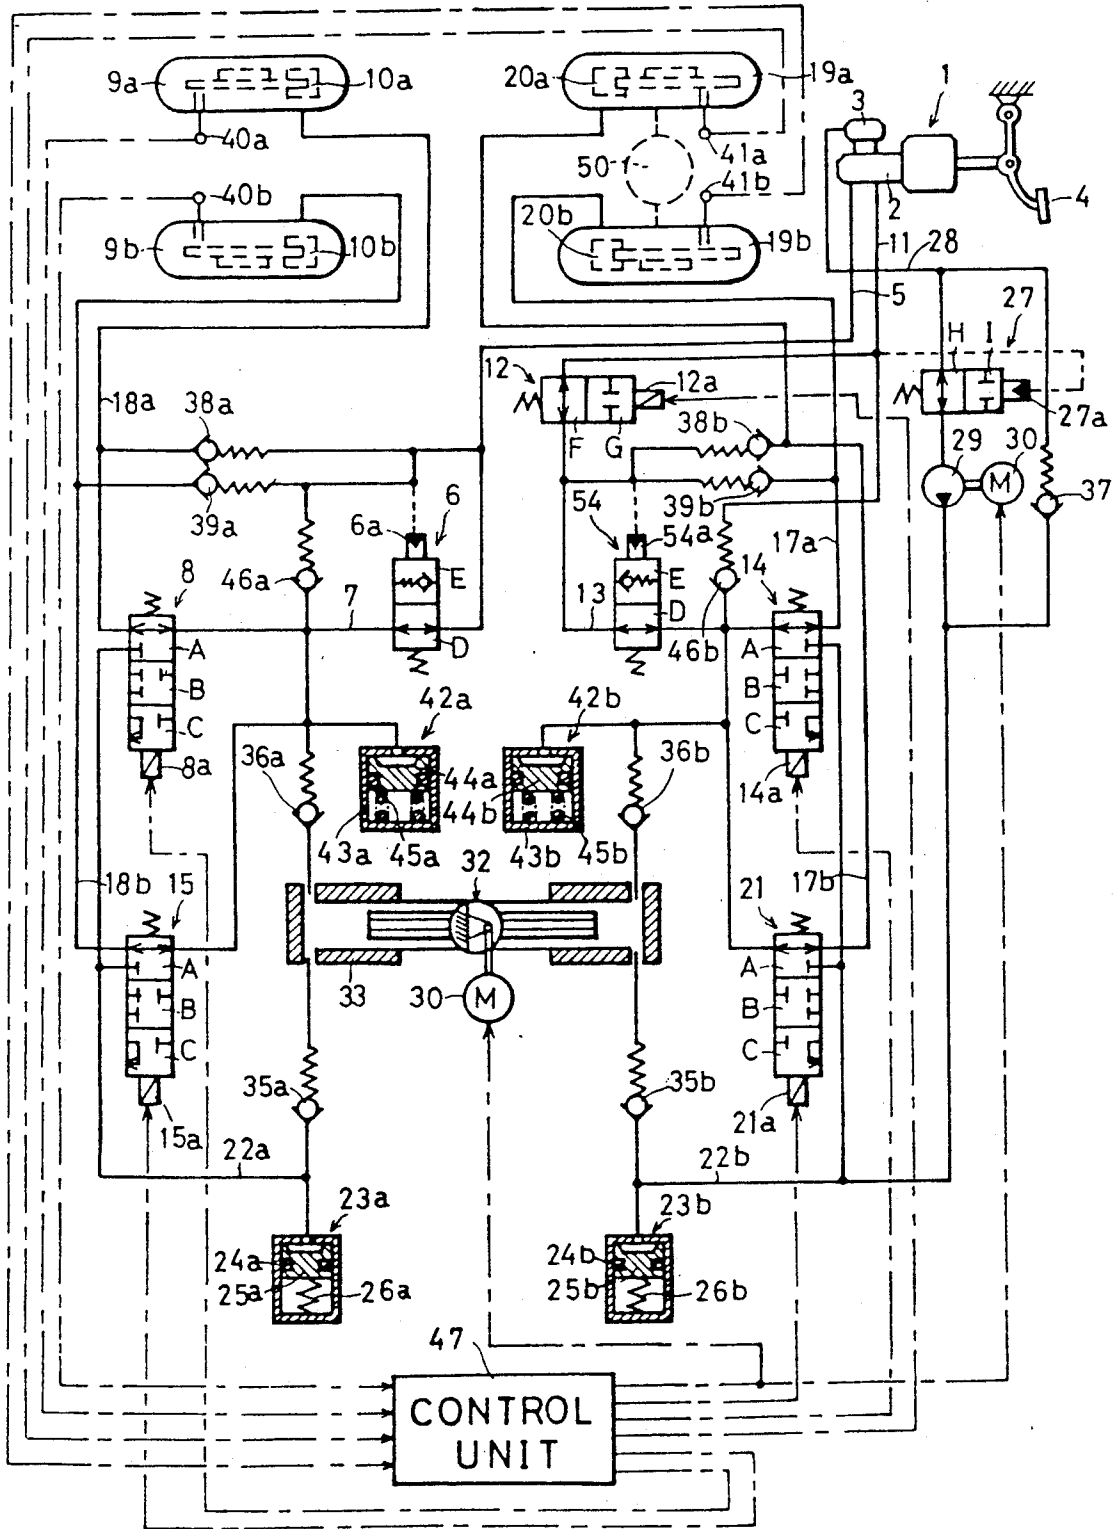 9a 10a 20a 19a 1
3
40a 41a
50
40b 41b 2 4
20b
9b 10b 19b 11 28
5 27
H I
12 12a
18a 38a F G 38b 27a
29 30
39a 6 54 39b 37
6a 54a 17a
8 46a E E 14
7 13 D
A D 46b A
B B
C 42a 42b C
8a 36a 44a 44b 36b 14a
43a 45a 43b 45b
32
18b 15 21 17b
A A
33 30 M
B B
C C
35a 35b
15a 21a
22a 22b
23a 23b
24a 24b
25a 26a 25b 26b
47
CONTROL
UNIT
M